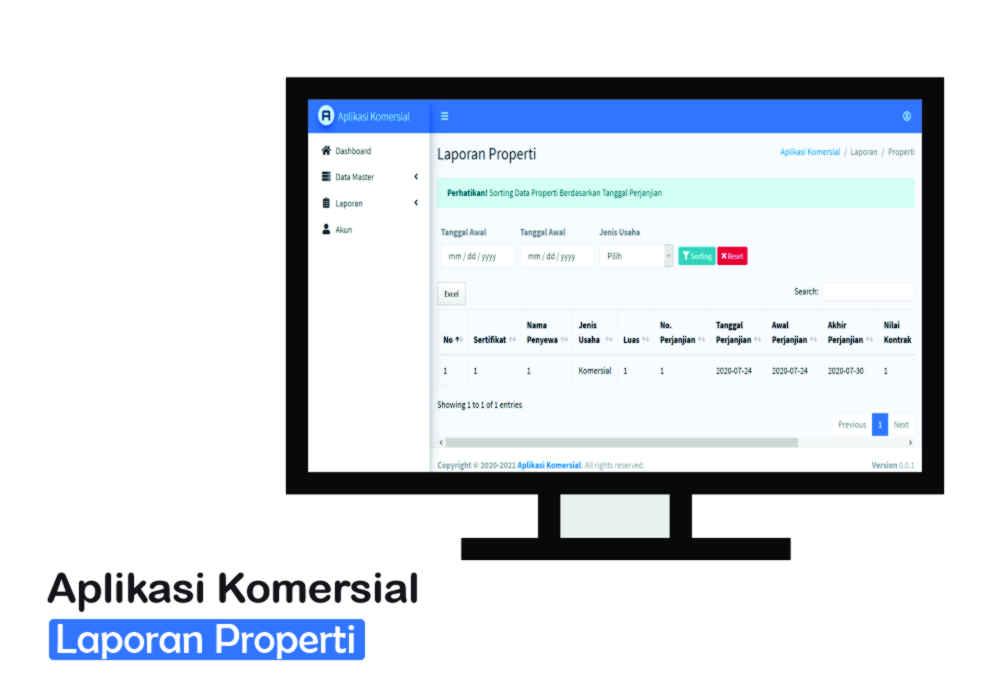 Aplikasi Komersial
Dashboard
Data Master
Laporan
Akun
Laporan Properti
Aplikasi Komersial / Laporan / Properti
Perhatikan! Sorting Data Properti Berdasarkan Tanggal Perjanjian
Tanggal Awal Tanggal Awal Jenis Usaha
mm / dd / yyyy mm / dd / yyyy Pilih Sorting Reset
Excel Search:
No Sertifikat Nama Penyewa Jenis Usaha Luas No. Perjanjian Tanggal Perjanjian Awal Perjanjian Akhir Perjanjian Nilai Kontrak
1 1 1 Komersial 1 1 2020-07-24 2020-07-24 2020-07-30 1
Showing 1 to 1 of 1 entries
Previous 1 Next
Copyright © 2020-2021 Aplikasi Komersial. All rights reserved. Version 0.0.1
Aplikasi Komersial
Laporan Properti